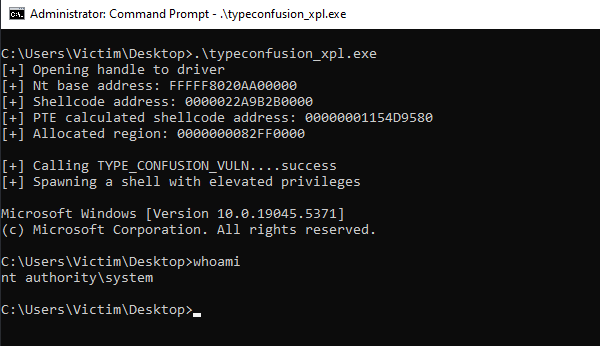 Administrator: Command Prompt - .\typeconfusion_xpl.exe
C:\Users\Victim\Desktop>.\typeconfusion_xpl.exe
[+] Opening handle to driver
[+] Nt base address: FFFFF8020AA00000
[+] Shellcode address: 0000022A9B2B0000
[+] PTE calculated shellcode address: 00000001154D9580
[+] Allocated region: 0000000082FF0000
[+] Calling TYPE_CONFUSION_VULN....success
[+] Spawning a shell with elevated privileges
Microsoft Windows [Version 10.0.19045.5371]
(c) Microsoft Corporation. All rights reserved.
C:\Users\Victim\Desktop>whoami
nt authority\system
C:\Users\Victim\Desktop>